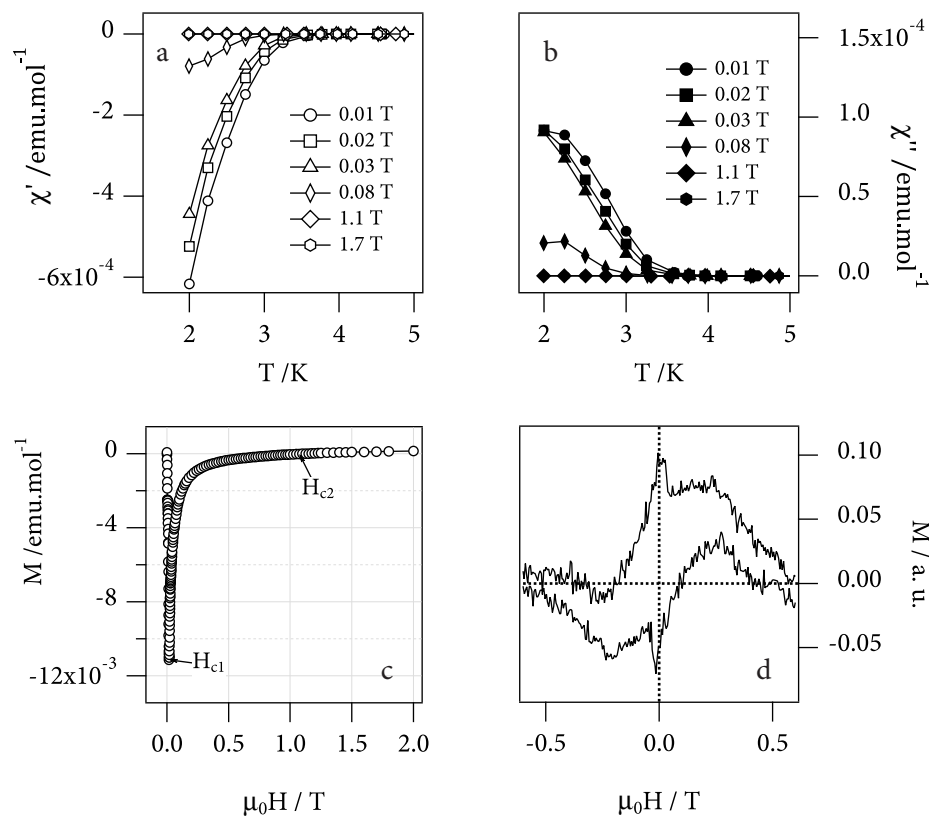 0
-2
-4
-6x10-4
χ' /emu.mol-1
a
0.01 T
0.02 T
0.03 T
0.08 T
1.1 T
1.7 T
2 3 4 5
T /K
b
0.01 T
0.02 T
0.03 T
0.08 T
1.1 T
1.7 T
1.5x10-4
1.0
0.5
0.0
χ'' /emu.mol-1
2 3 4 5
T /K
M /emu.mol-1
0
-4
-8
-12x10-3
Hc2
Hc1
c
0.0 0.5 1.0 1.5 2.0
μ0H / T
0.10
0.05
0.00
-0.05
M / a. u.
d
-0.5 0.0 0.5
μ0H / T